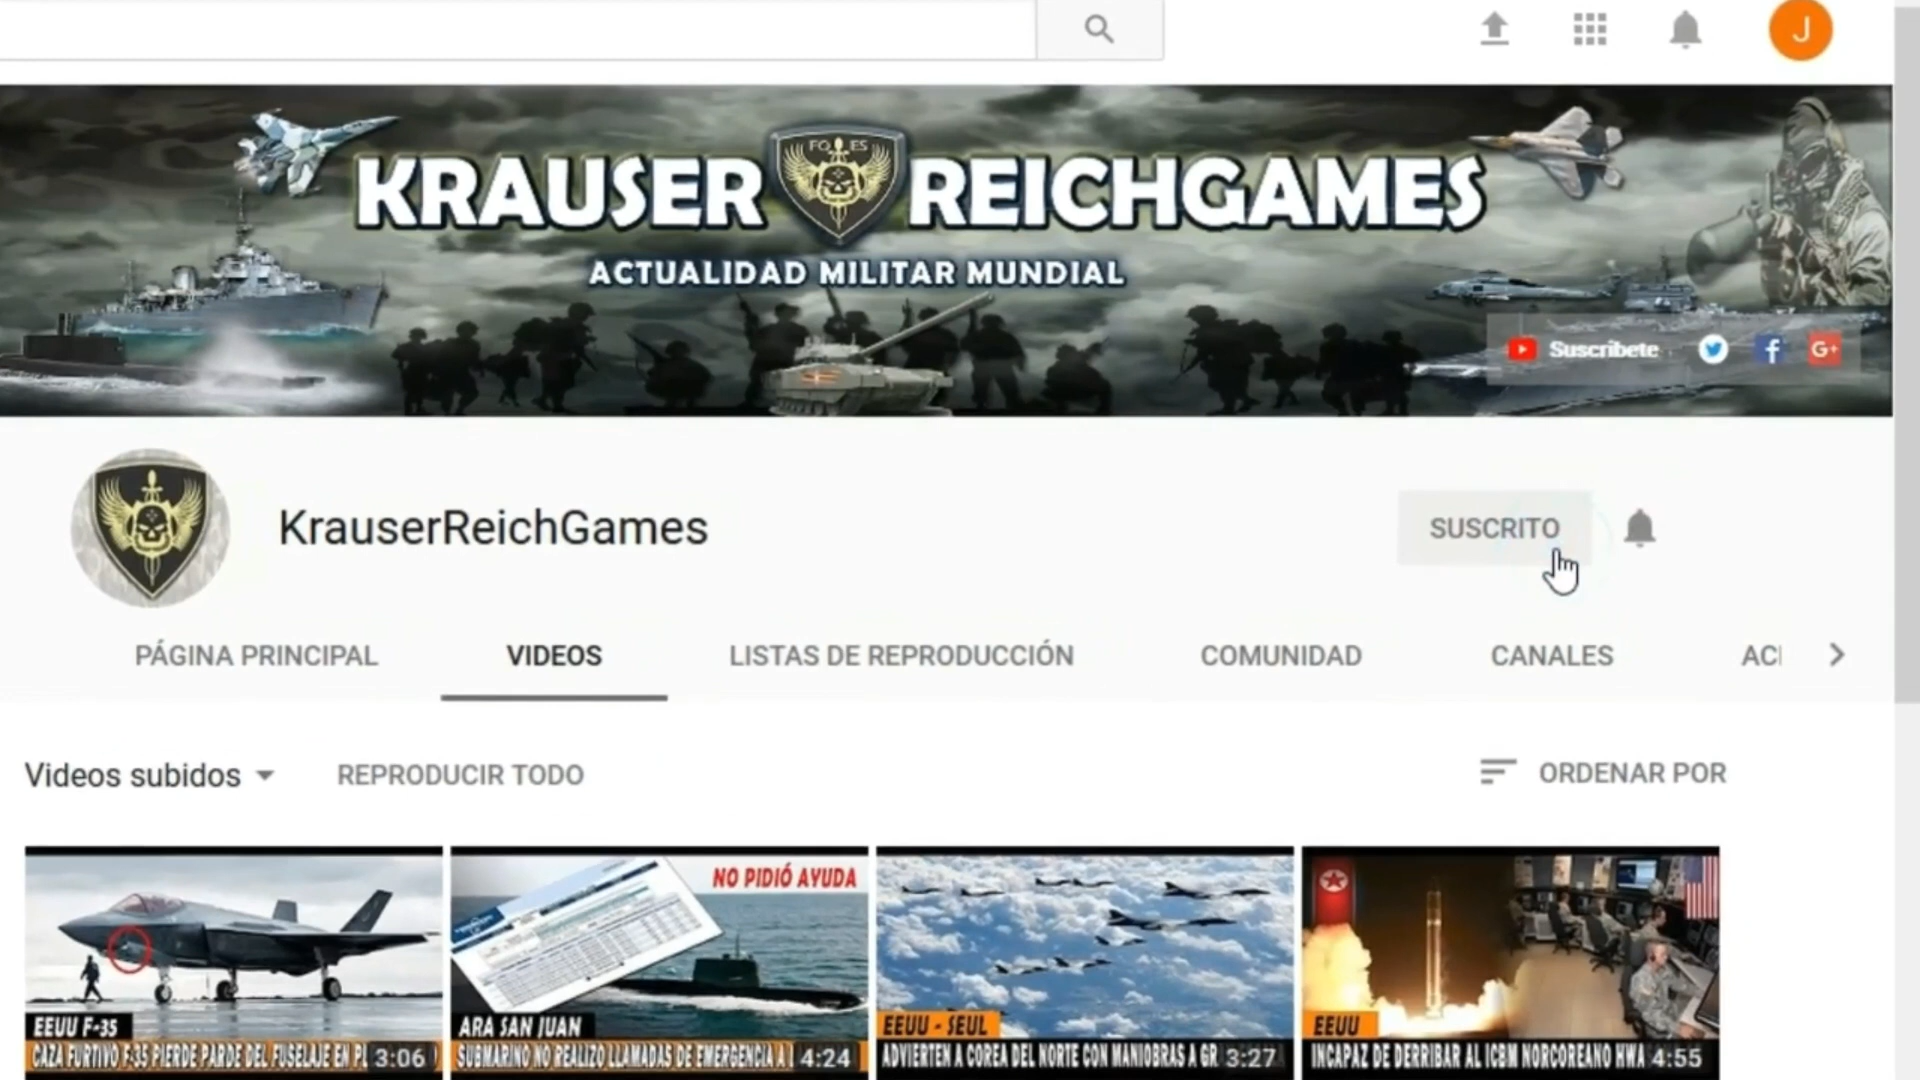 J
FO ES
KRAUSER REICHGAMES
ACTUALIDAD MILITAR MUNDIAL
Suscribete
G+
KrauserReichGames
SUSCRITO
PÁGINA PRINCIPAL
VIDEOS
LISTAS DE REPRODUCCIÓN
COMUNIDAD
CANALES
Videos subidos
REPRODUCIR TODO
ORDENAR POR
EEUU F-35
CAZA FURTIVO F-35 PIERDE PARDE DEL FUSELAJE EN
3:06
NO PIDIÓ AYUDA
ARA SAN JUAN
SUBMARINO NO REALIZO LLAMADAS DE EMERGENCIA A
4:24
EEUU - SEUL
ADVIERTEN A COREA DEL NORTE CON MANIOBRAS A
3:27
EEUU
INCAPAZ DE DERRIBAR AL ICBM NORCOREANO
4:55